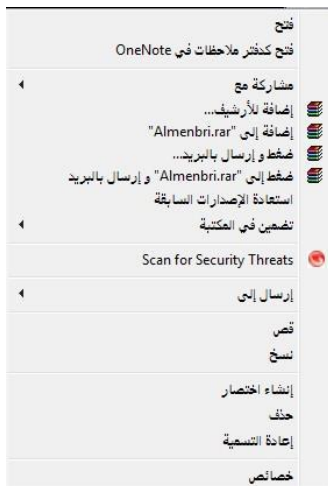 فتح
فتح كدفتر ملاحظات في OneNote
مشاركة مع
إضافة للأرشيف...
إضافة إلى "Almenbri.rar"
ضغط و إرسال بالبريد...
ضغط إلى "Almenbri.rar" و إرسال بالبريد
استعادة الإصدارات السابقة
تضمين في المكتبة
Scan for Security Threats
إرسال إلى
قص
نسخ
إنشاء اختصار
حذف
إعادة التسمية
خصائص